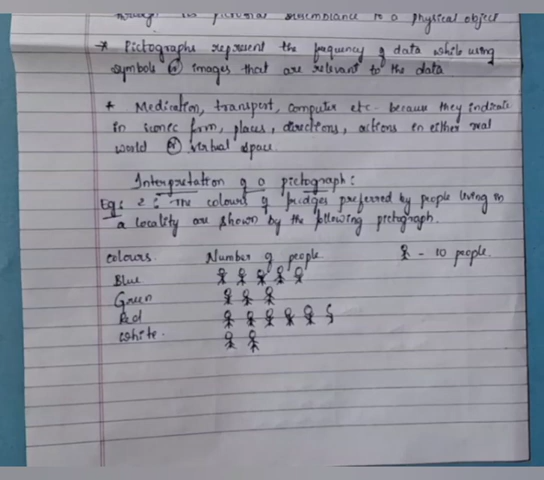 through its pictorial resemblance to a physical object
* Pictographs represent the frequency of data while using
symbols (or) images that are relevant to the data
* Medication, transport, computer etc. because they indicate
in iconic form, places, directions, actions in either real
world (or) virtual space.
Interpretation of a pictograph:
Eg: 2: The colours of fridges preferred by people living in
a locality are shown by the following pictograph.
colours. Number of people. - 10 people.
Blue
Green
Red
White.